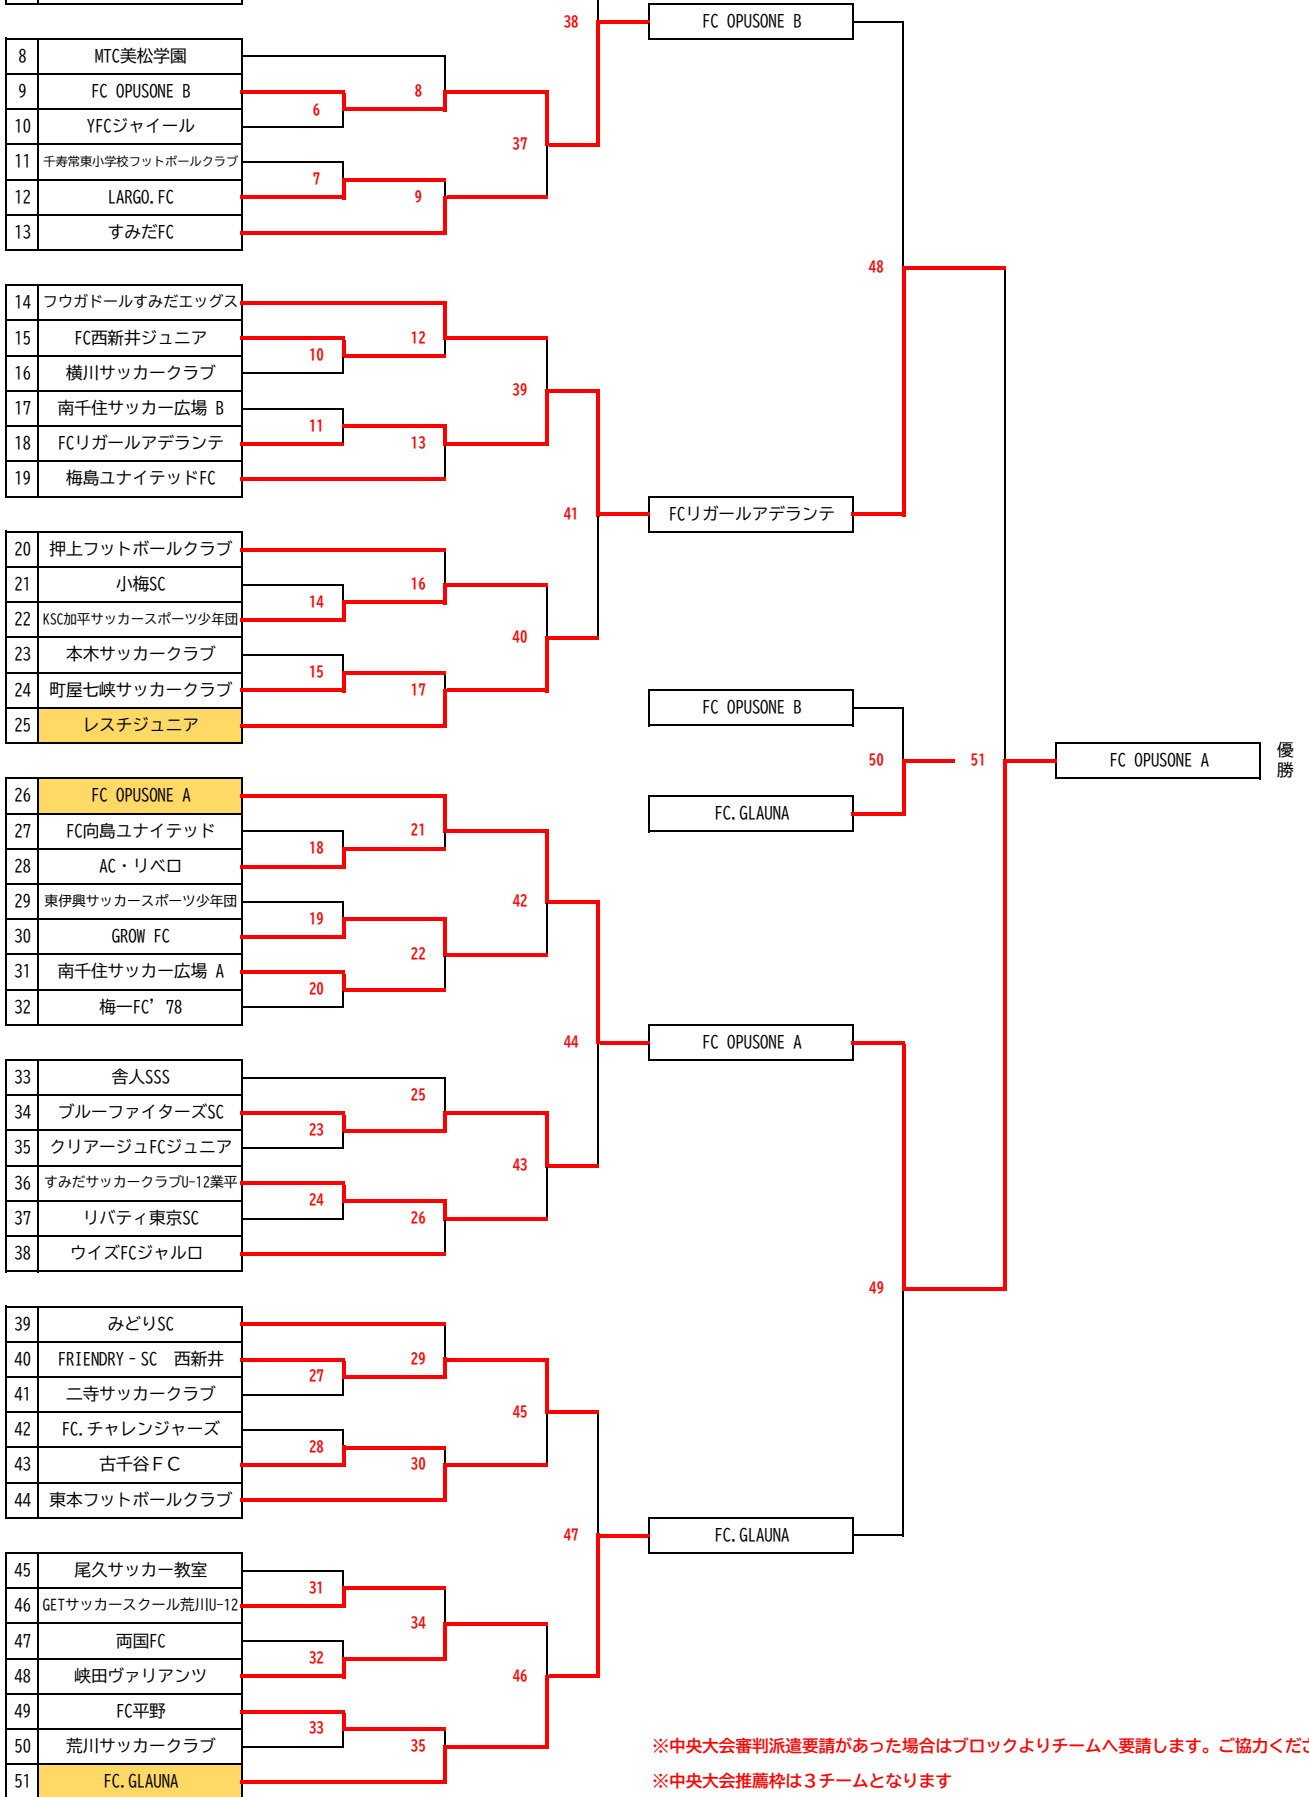 38
FC OPUSONE B
8 MTC美松学園
9 FC OPUSONE B
8
6
10 YFCジャイール
37
11 千寿常東小学校フットボールクラブ
7
12 LARGO.FC
9
13 すみだFC
48
14 フウガドールすみだエッグス
15 FC西新井ジュニア
12
10
16 横川サッカークラブ
39
17 南千住サッカー広場 B
11
18 FCリガールアデランテ
13
19 梅島ユナイテッドFC
41
FCリガールアデランテ
20 押上フットボールクラブ
21 小梅SC
16
14
22 KSC加平サッカースポーツ少年団
40
23 本木サッカークラブ
15
24 町屋七峡サッカークラブ
17
25 レスチジュニア
FC OPUSONE B
50
51
FC OPUSONE A
優勝
FC.GLAUNA
26 FC OPUSONE A
27 FC向島ユナイテッド
21
18
28 AC・リベロ
29 東伊興サッカースポーツ少年団
42
19
30 GROW FC
22
31 南千住サッカー広場 A
20
32 梅一FC’78
44
FC OPUSONE A
33 舎人SSS
25
34 ブルーファイターズSC
23
35 クリアージュFCジュニア
43
36 すみだサッカークラブU-12業平
24
37 リバティ東京SC
26
38 ウイズFCジャルロ
49
39 みどりSC
40 FRIENDRY‐SC 西新井
29
27
41 二寺サッカークラブ
45
42 FC.チャレンジャーズ
28
43 古千谷ＦＣ
30
44 東本フットボールクラブ
47
FC.GLAUNA
45 尾久サッカー教室
31
46 GETサッカースクール荒川U-12
34
47 両国FC
32
48 峡田ヴァリアンツ
46
49 FC平野
33
50 荒川サッカークラブ
35
※中央大会審判派遣要請があった場合はブロックよりチームへ要請します。ご協力くだ
51 FC.GLAUNA
※中央大会推薦枠は３チームとなります